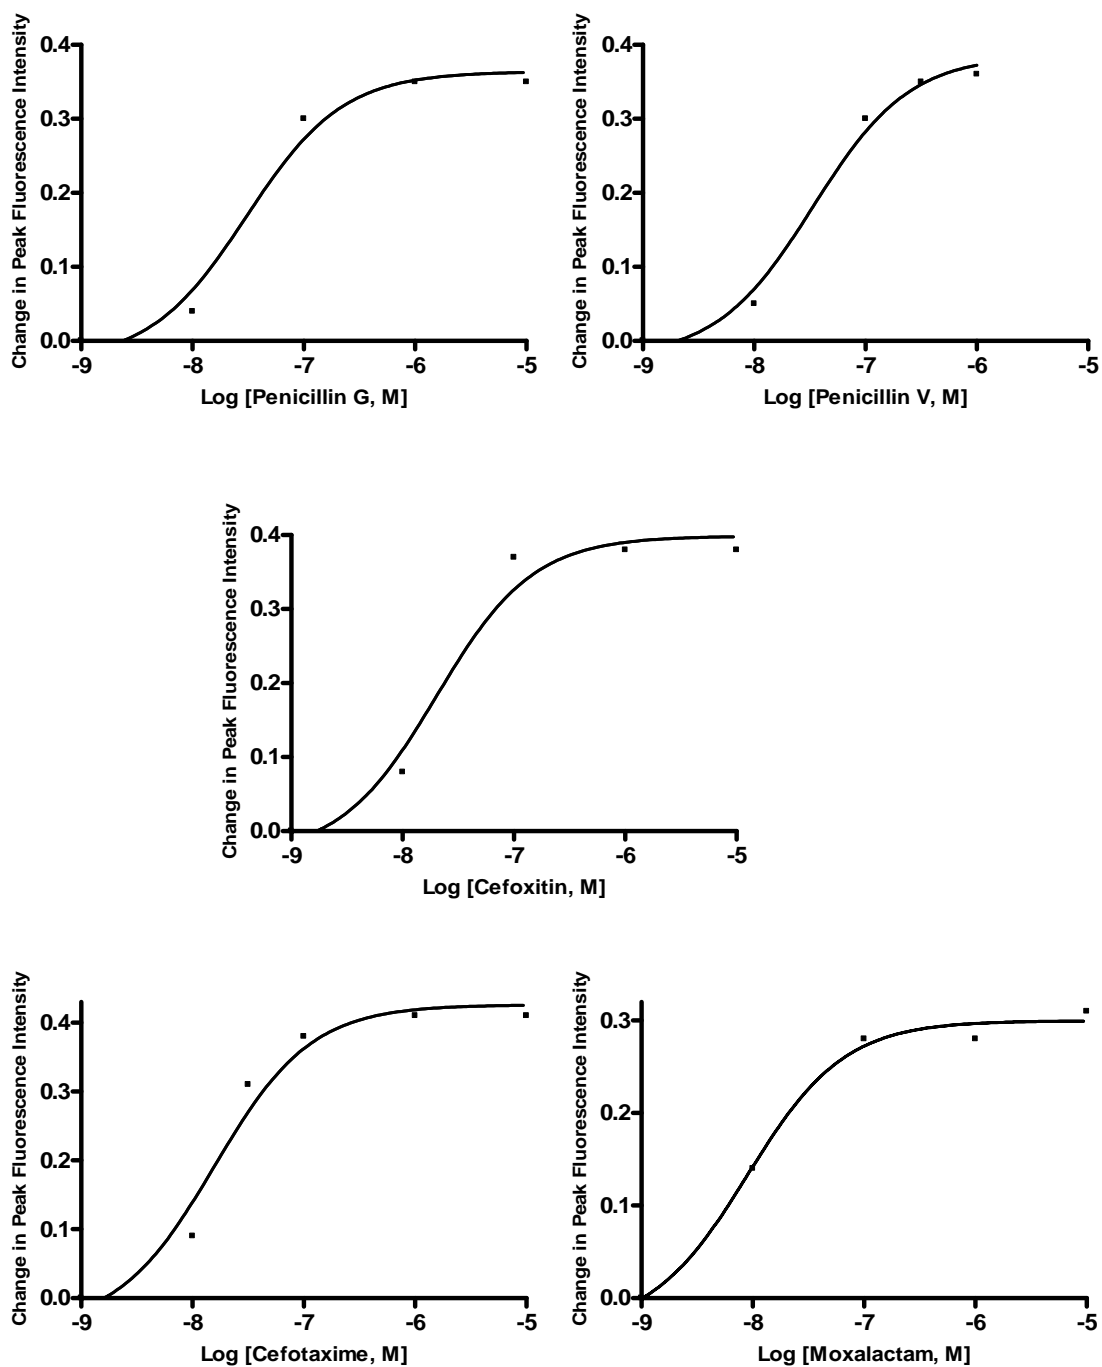 Change in Peak Fluorescence Intensity
0.4
0.3
0.2
0.1
0.0
-9 -8 -7 -6 -5
Log [Penicillin G, M]
Change in Peak Fluorescence Intensity
0.4
0.3
0.2
0.1
0.0
-9 -8 -7 -6 -5
Log [Penicillin V, M]
Change in Peak Fluorescence Intensity
0.4
0.3
0.2
0.1
0.0
-9 -8 -7 -6 -5
Log [Cefoxitin, M]
Change in Peak Fluorescence Intensity
0.4
0.3
0.2
0.1
0.0
-9 -8 -7 -6 -5
Log [Cefotaxime, M]
Change in Peak Fluorescence Intensity
0.3
0.2
0.1
0.0
-9 -8 -7 -6 -5
Log [Moxalactam, M]